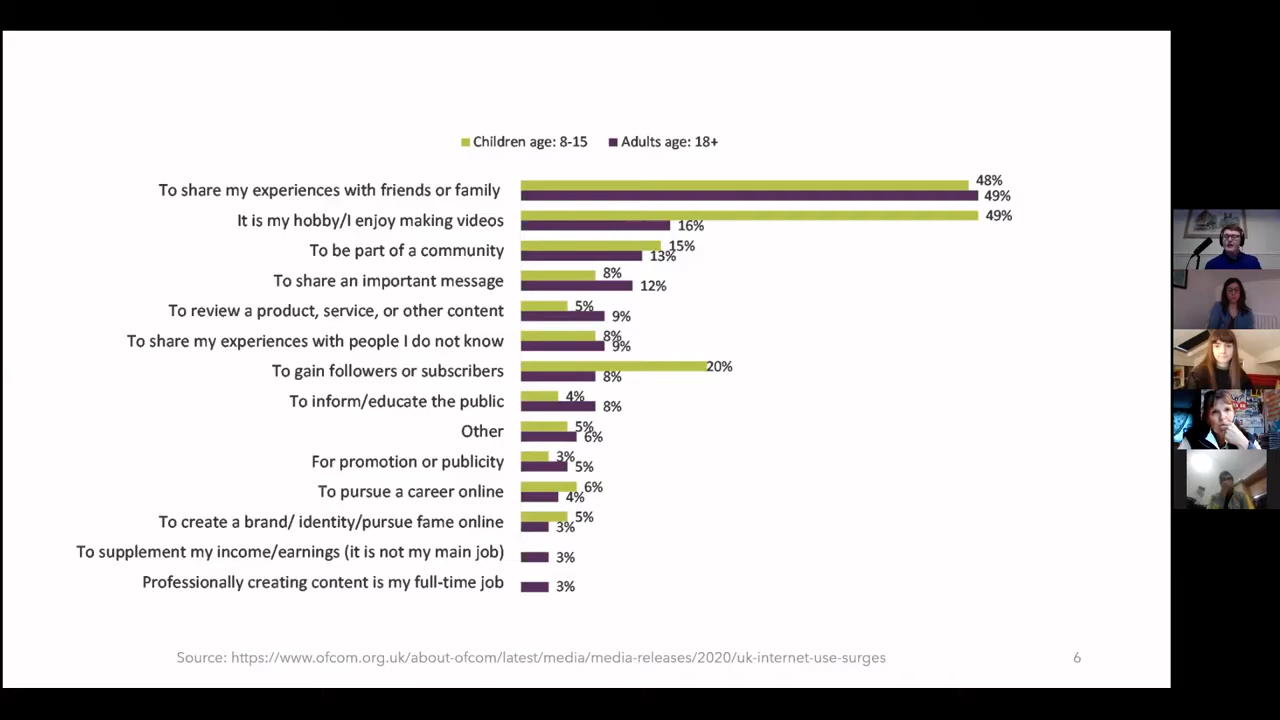 Children age: 8-15 Adults age: 18+
To share my experiences with friends or family 48% 49%
It is my hobby/I enjoy making videos 49% 16%
To be part of a community 15% 13%
To share an important message 8% 12%
To review a product, service, or other content 5% 9%
To share my experiences with people I do not know 8% 9%
To gain followers or subscribers 20% 8%
To inform/educate the public 4% 8%
Other 5% 6%
For promotion or publicity 3% 5%
To pursue a career online 6% 4%
To create a brand/ identity/pursue fame online 5% 3%
To supplement my income/earnings (it is not my main job) 3%
Professionally creating content is my full-time job 3%
Source: https://www.ofcom.org.uk/about-ofcom/latest/media/media-releases/2020/uk-internet-use-surges 6